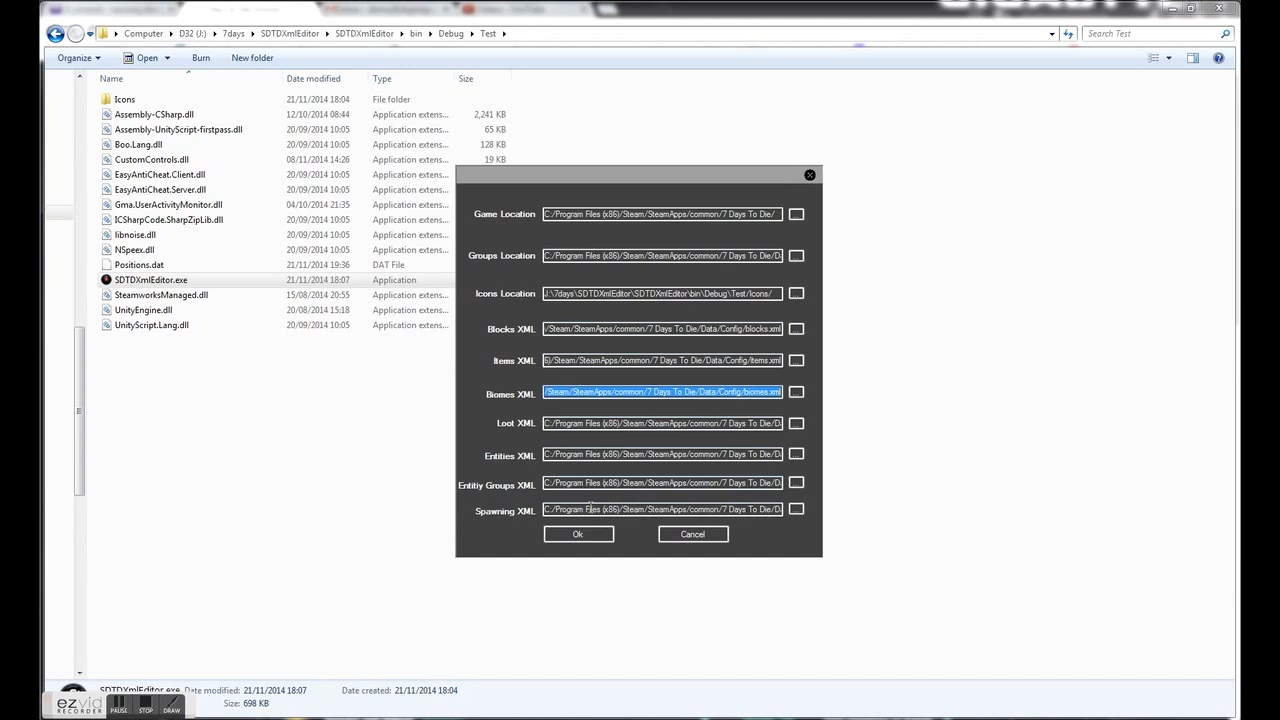 Computer ▸ D32 (J:) ▸ 7days ▸ SDTDXmlEditor ▸ SDTDXmlEditor ▸ bin ▸ Debug ▸ Test ▸ Search Test
Organize Open Burn New folder
Name Date modified Type Size
Icons 21/11/2014 18:04 File folder
Assembly-CSharp.dll 12/10/2014 08:44 Application extens... 2,241 KB
Assembly-UnityScript-firstpass.dll 20/09/2014 10:05 Application extens... 65 KB
Boo.Lang.dll 20/09/2014 10:05 Application extens... 128 KB
CustomControls.dll 08/11/2014 14:26 Application extens... 19 KB
EasyAntiCheat.Client.dll 20/09/2014 10:05 Application extens...
EasyAntiCheat.Server.dll 20/09/2014 10:05 Application extens...
Gma.UserActivityMonitor.dll 04/10/2014 21:35 Application extens...
ICSharpCode.SharpZipLib.dll 20/09/2014 10:05 Application extens...
libnoise.dll 20/09/2014 10:05 Application extens...
NSpeex.dll 20/09/2014 10:05 Application extens...
Positions.dat 21/11/2014 19:36 DAT File
SDTDXmlEditor.exe 21/11/2014 18:07 Application
SteamworksManaged.dll 15/08/2014 20:55 Application extens...
UnityEngine.dll 20/08/2014 15:18 Application extens...
UnityScript.Lang.dll 20/09/2014 10:05 Application extens...
Game Location C:/Program Files (x86)/Steam/SteamApps/common/7 Days To Die/ ...
Groups Location C:/Program Files (x86)/Steam/SteamApps/common/7 Days To Die/D ...
Icons Location J:\7days\SDTDXmlEditor\SDTDXmlEditor\bin\Debug\Test/Icons/ ...
Blocks XML /Steam/SteamApps/common/7 Days To Die/Data/Config/blocks.xml ...
Items XML 6)/Steam/SteamApps/common/7 Days To Die/Data/Config/items.xml ...
Biomes XML /Steam/SteamApps/common/7 Days To Die/Data/Config/biomes.xml ...
Loot XML C:/Program Files (x86)/Steam/SteamApps/common/7 Days To Die/D ...
Entities XML C:/Program Files (x86)/Steam/SteamApps/common/7 Days To Die/D ...
Entitiy Groups XML C:/Program Files (x86)/Steam/SteamApps/common/7 Days To Die/D ...
Spawning XML C:/Program Files (x86)/Steam/SteamApps/common/7 Days To Die/D ...
Ok Cancel
SDTDXmlEditor.exe Date modified: 21/11/2014 18:07 Date created: 21/11/2014 18:04
Size: 698 KB
ezvid
RECORDER PAUSE STOP DRAW